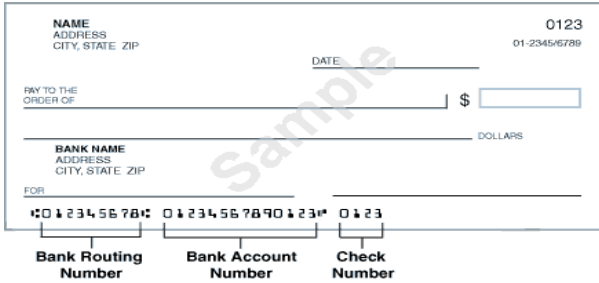 NAME
ADDRESS
CITY, STATE ZIP
0123
01-2345/6789
DATE
PAY TO THE
ORDER OF
$
DOLLARS
Sample
BANK NAME
ADDRESS
CITY, STATE ZIP
FOR
⑆012345678⑆ 01234567890123⑈ 0123
Bank Routing Number
Bank Account Number
Check Number